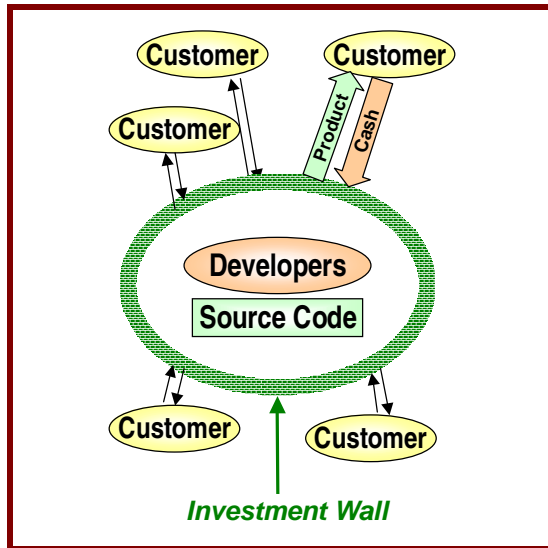 Customer
Customer
Customer
Product
Cash
Developers
Source Code
Customer
Customer
Investment Wall